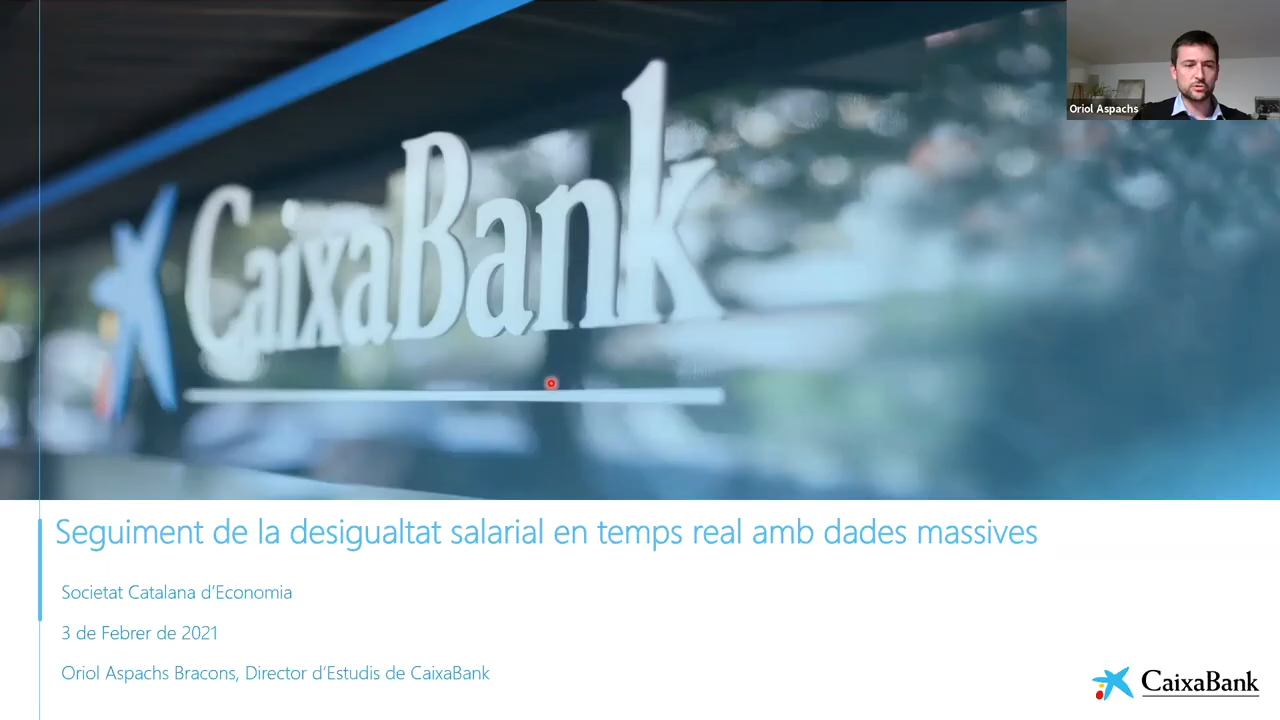 CaixaBank
Oriol Aspachs
Seguiment de la desigualtat salarial en temps real amb dades massives
Societat Catalana d'Economia
3 de Febrer de 2021
Oriol Aspachs Bracons, Director d'Estudis de CaixaBank
CaixaBank